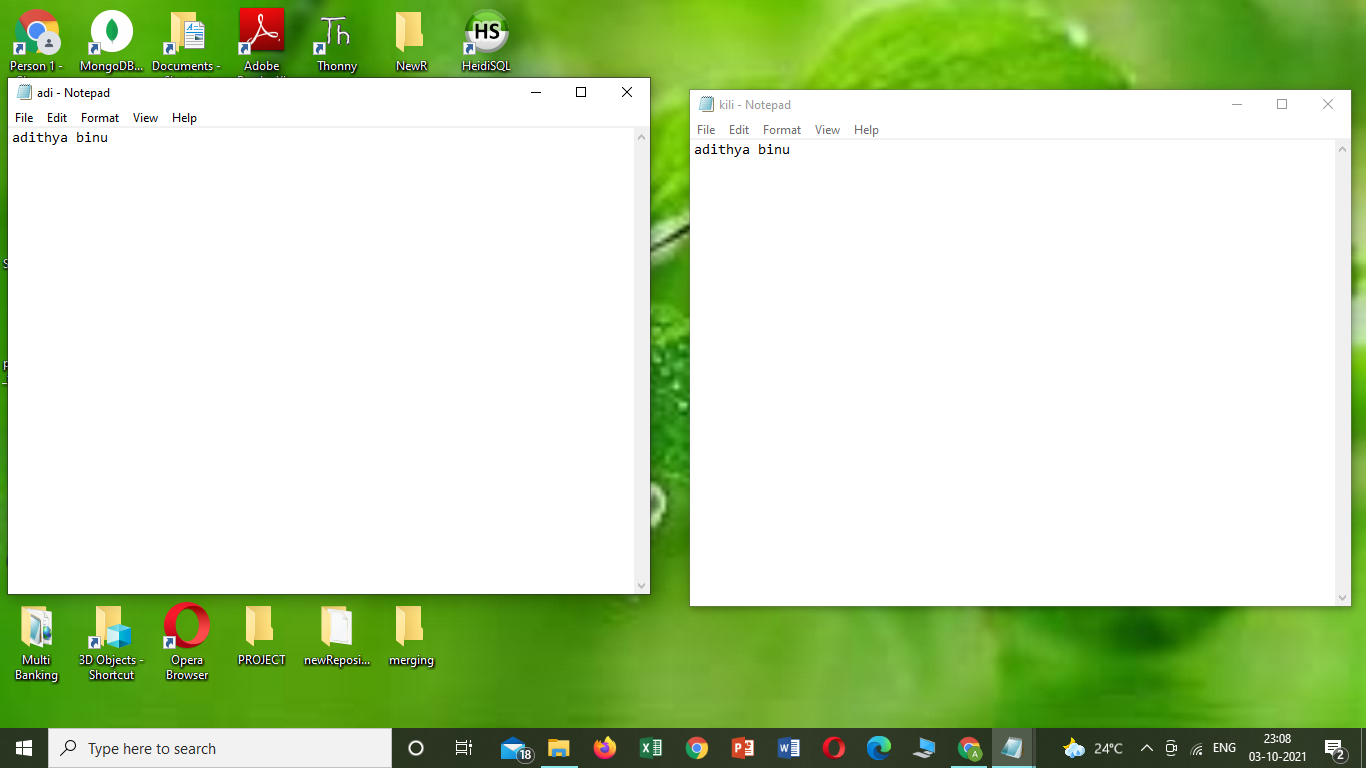 Person 1 -
MongoDB...
Documents -
Adobe
Thonny
NewR
HeidiSQL
HS
Th
adi - Notepad
File Edit Format View Help
adithya binu
kili - Notepad
File Edit Format View Help
adithya binu
Multi
Banking
3D Objects -
Shortcut
Opera
Browser
PROJECT
newReposi...
merging
Type here to search
18
A
24°C
ENG
23:08
03-10-2021
2